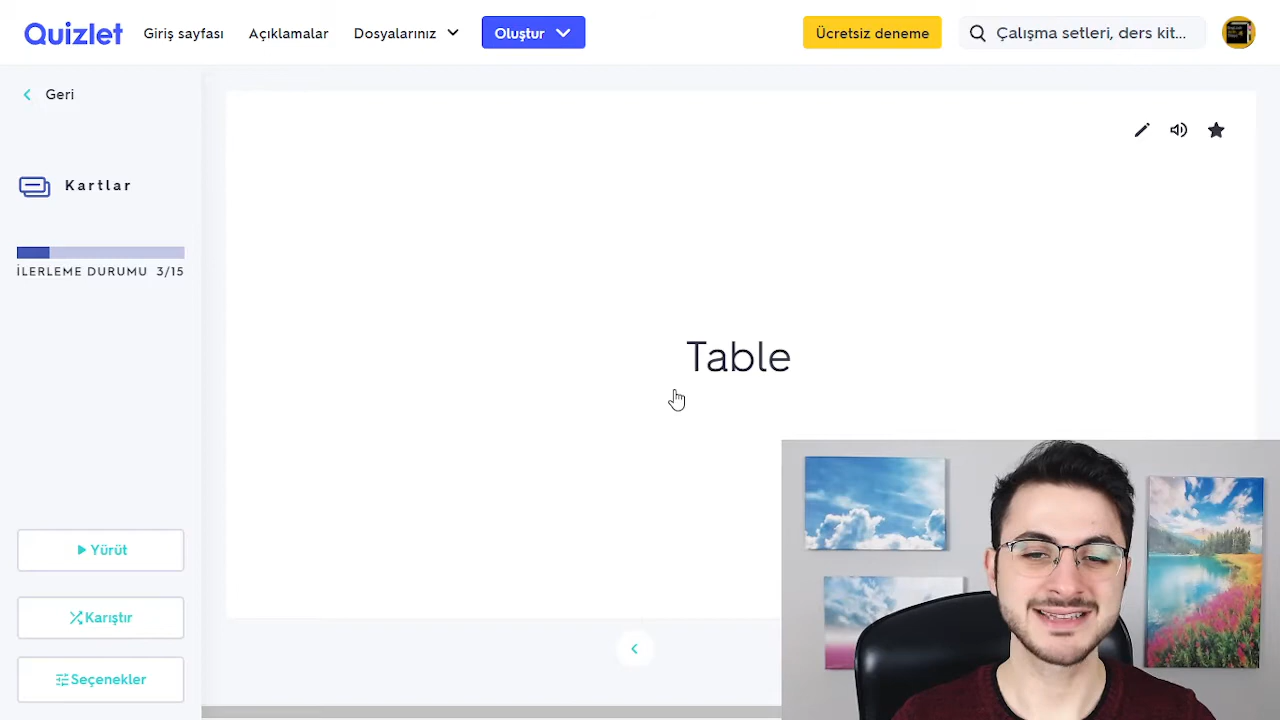 Quizlet
Giriş sayfası
Açıklamalar
Dosyalarınız
Oluştur
Ücretsiz deneme
Çalışma setleri, ders kit...
Geri
Kartlar
İLERLEME DURUMU 3/15
Table
Yürüt
Karıştır
Seçenekler